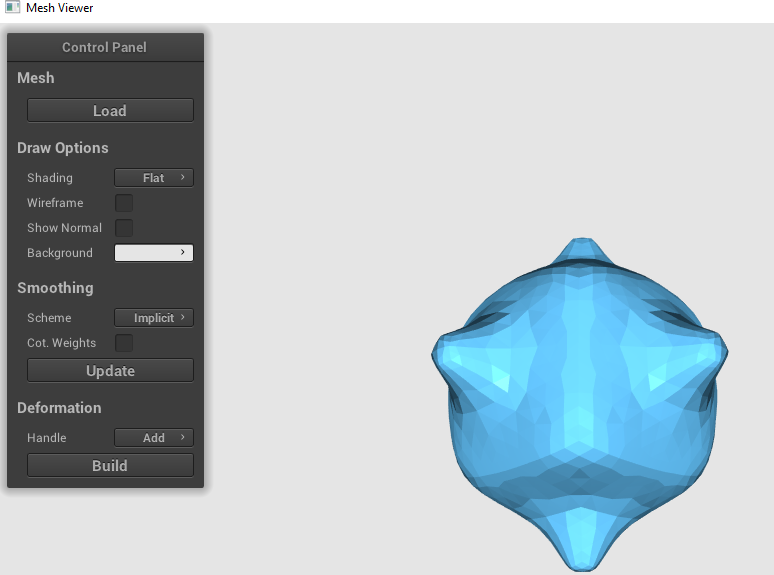 Mesh Viewer
Control Panel
Mesh
Load
Draw Options
Shading Flat
Wireframe
Show Normal
Background
Smoothing
Scheme Implicit
Cot. Weights
Update
Deformation
Handle Add
Build